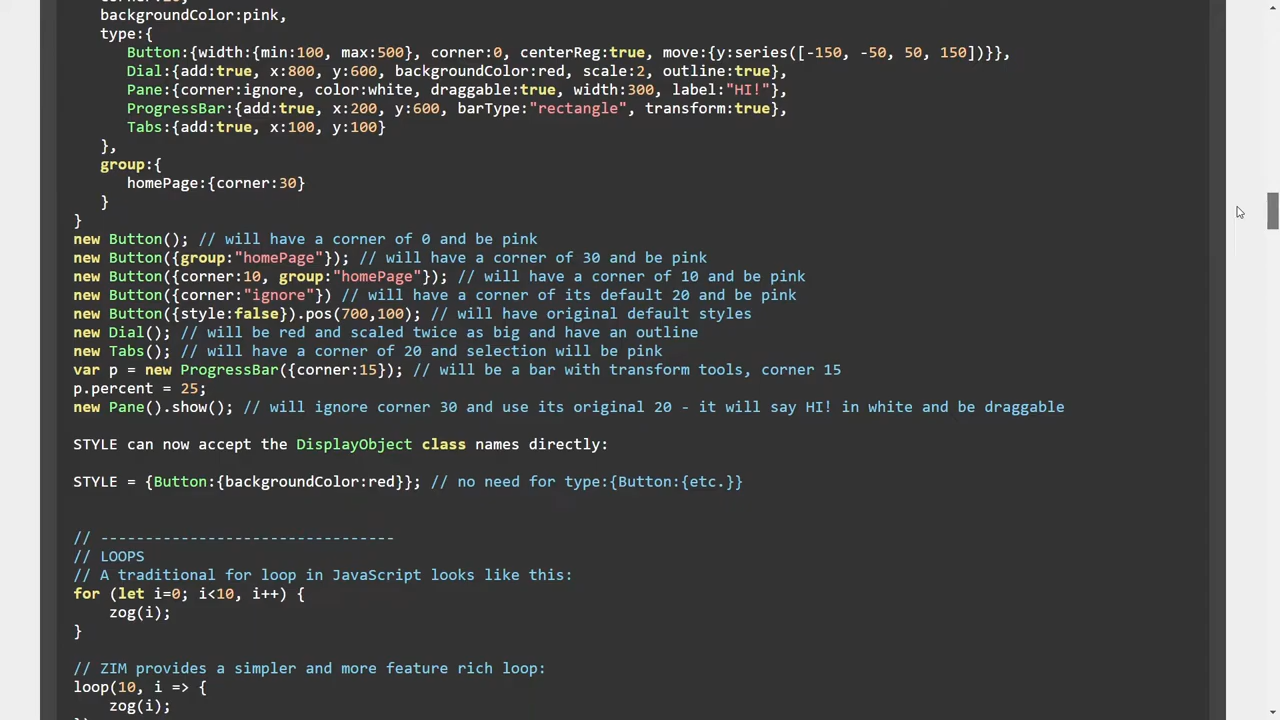 backgroundColor:pink,
type:{
Button:{width:{min:100, max:500}, corner:0, centerReg:true, move:{y:series([-150, -50, 50, 150])}},
Dial:{add:true, x:800, y:600, backgroundColor:red, scale:2, outline:true},
Pane:{corner:ignore, color:white, draggable:true, width:300, label:"HI!"},
ProgressBar:{add:true, x:200, y:600, barType:"rectangle", transform:true},
Tabs:{add:true, x:100, y:100}
},
group:{
homePage:{corner:30}
}
}
new Button(); // will have a corner of 0 and be pink
new Button({group:"homePage"}); // will have a corner of 30 and be pink
new Button({corner:10, group:"homePage"}); // will have a corner of 10 and be pink
new Button({corner:"ignore"}) // will have a corner of its default 20 and be pink
new Button({style:false}).pos(700,100); // will have original default styles
new Dial(); // will be red and scaled twice as big and have an outline
new Tabs(); // will have a corner of 20 and selection will be pink
var p = new ProgressBar({corner:15}); // will be a bar with transform tools, corner 15
p.percent = 25;
new Pane().show(); // will ignore corner 30 and use its original 20 - it will say HI! in white and be draggable
STYLE can now accept the DisplayObject class names directly:
STYLE = {Button:{backgroundColor:red}}; // no need for type:{Button:{etc.}}
// ---------------------------------
// LOOPS
// A traditional for loop in JavaScript looks like this:
for (let i=0; i<10, i++) {
zog(i);
}
// ZIM provides a simpler and more feature rich loop:
loop(10, i => {
zog(i);